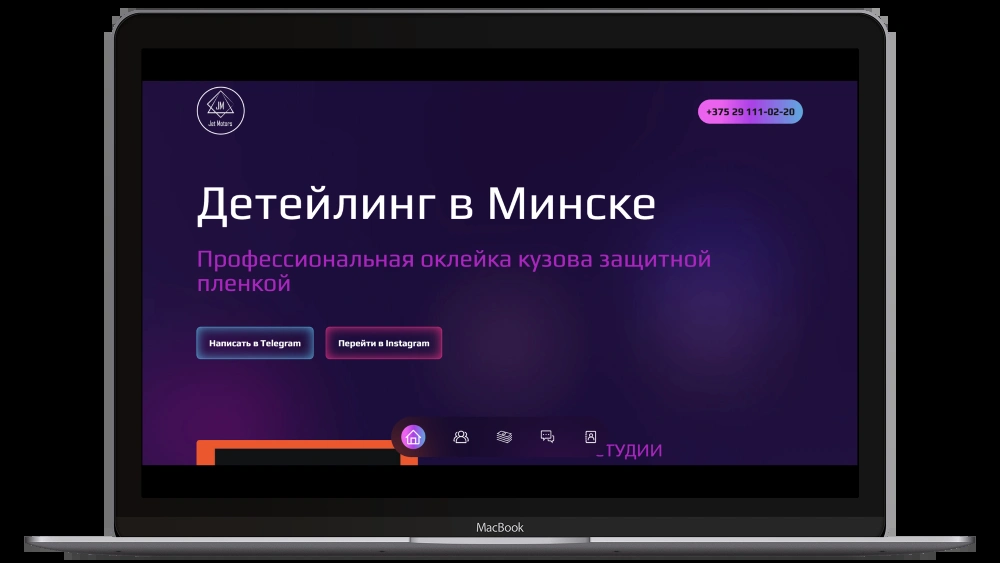 JM
Jet Motors
+375 29 111-02-20
Детейлинг в Минске
Профессиональная оклейка кузова защитной
пленкой
Написать в Telegram
Перейти в Instagram
ТУДИИ
MacBook